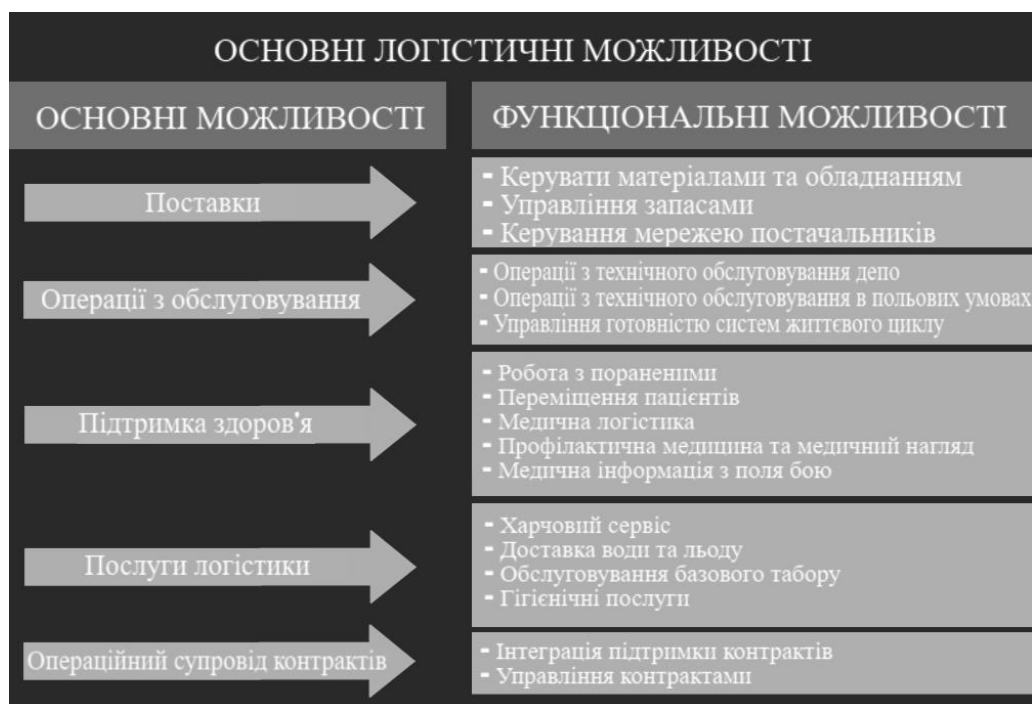 ОСНОВНІ ЛОГІСТИЧНІ МОЖЛИВОСТІ
ОСНОВНІ МОЖЛИВОСТІ
ФУНКЦІОНАЛЬНІ МОЖЛИВОСТІ
Поставки
- Керувати матеріалами та обладнанням
- Управління запасами
- Керування мережею постачальників
Операції з обслуговування
- Операції з технічного обслуговування депо
- Операції з технічного обслуговування в польових умовах
- Управління готовністю систем життєвого циклу
Підтримка здоров'я
- Робота з пораненими
- Переміщення пацієнтів
- Медична логістика
- Профілактична медицина та медичний нагляд
- Медична інформація з поля бою
Послуги логістики
- Харчовий сервіс
- Доставка води та льоду
- Обслуговування базового табору
- Гігієнічні послуги
Операційний супровід контрактів
- Інтеграція підтримки контрактів
- Управління контрактами